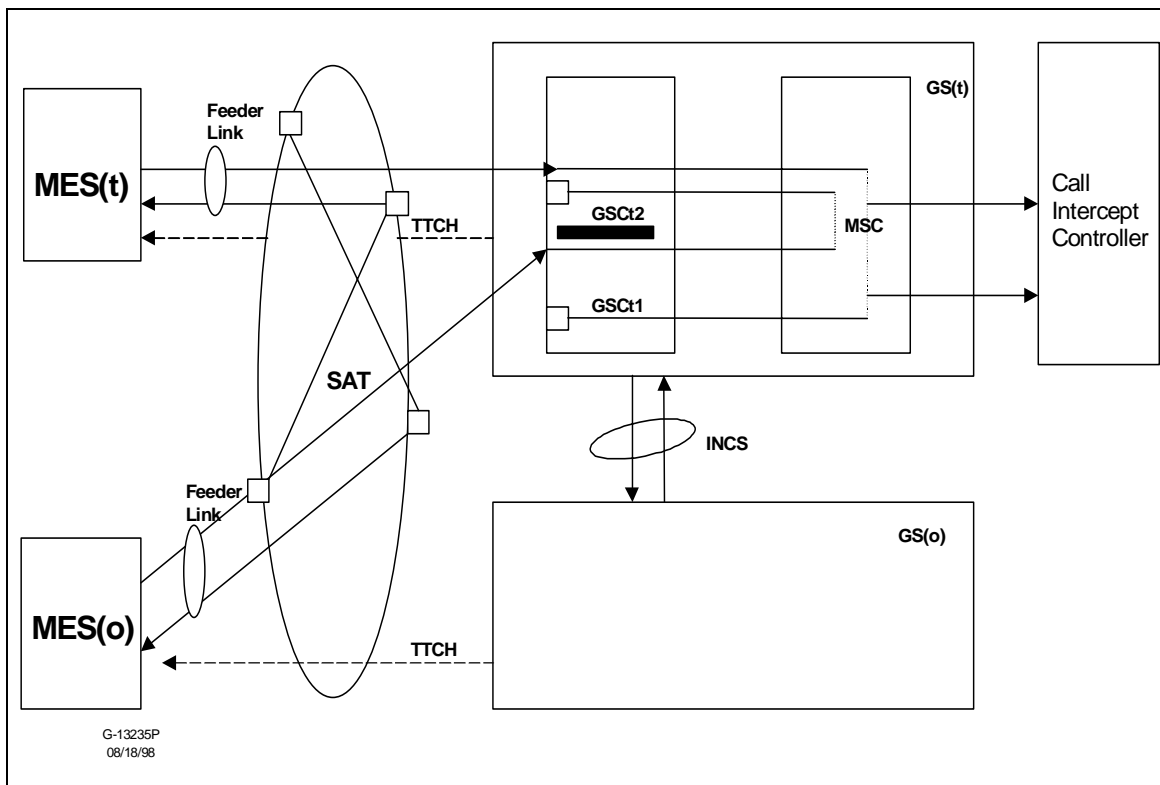 Feeder
Link
MES(t)
TTCH
GSCt2
GSCt1
MSC
GS(t)
Call
Intercept
Controller
SAT
INCS
Feeder
Link
MES(o)
TTCH
GS(o)
G-13235P
08/18/98